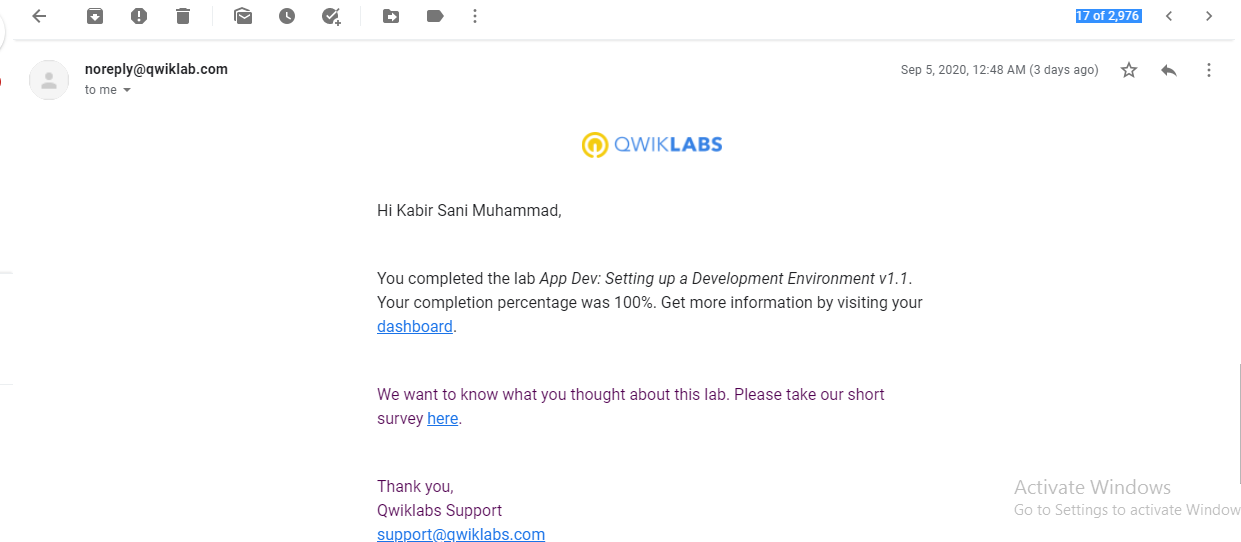 17 of 2,976
noreply@qwiklab.com
Sep 5, 2020, 12:48 AM (3 days ago)
to me
QWIKLABS
Hi Kabir Sani Muhammad,
You completed the lab App Dev: Setting up a Development Environment v1.1.
Your completion percentage was 100%. Get more information by visiting your
dashboard.
We want to know what you thought about this lab. Please take our short
survey here.
Thank you,
Qwiklabs Support
support@qwiklabs.com
Activate Windows
Go to Settings to activate Window